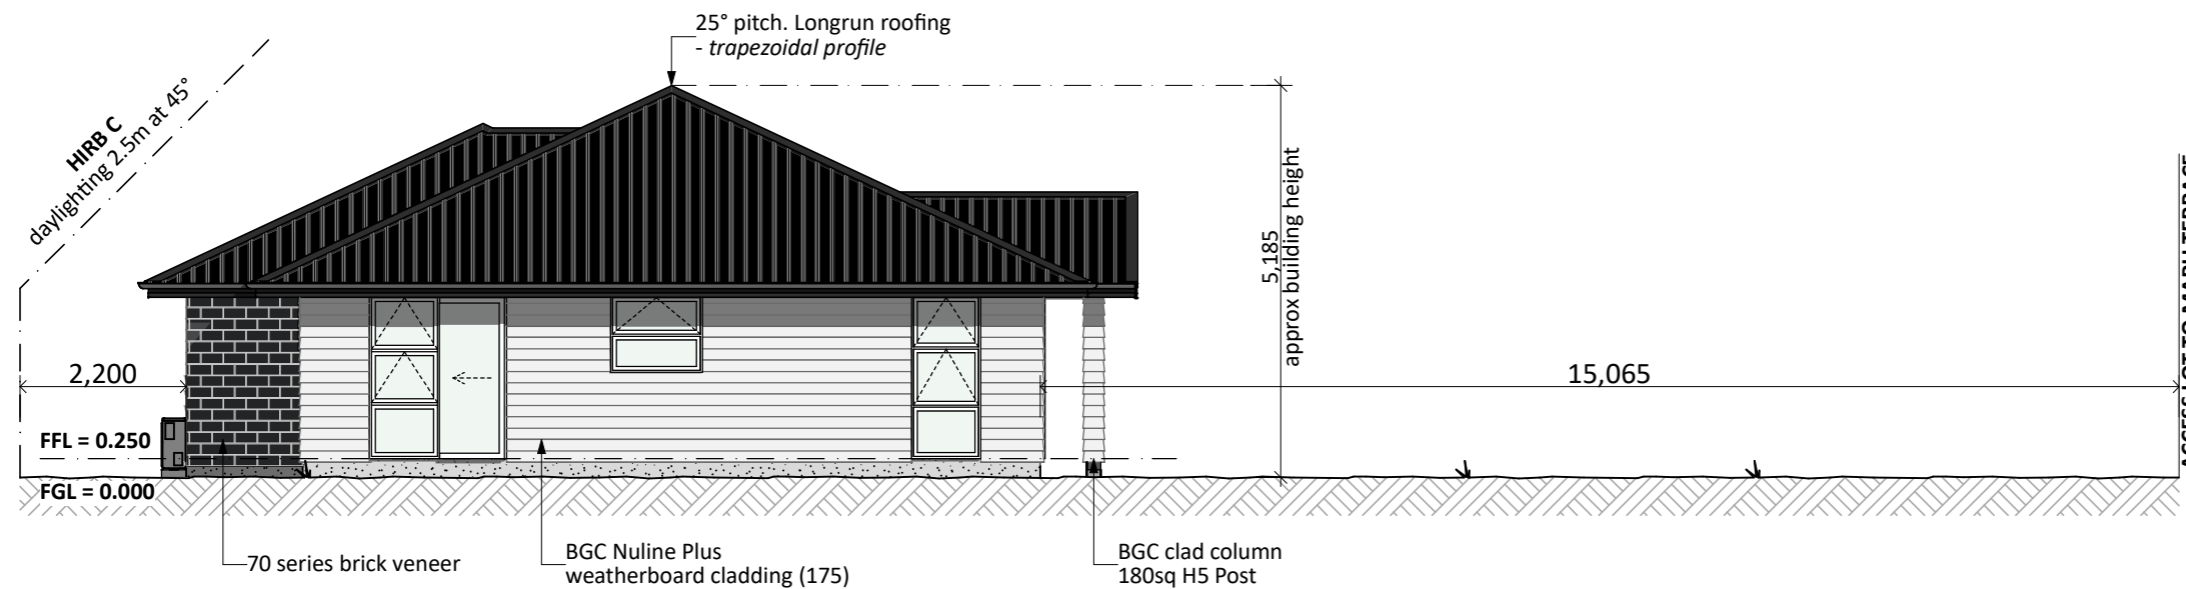 25° pitch. Longrun roofing
- trapezoidal profile
HIRB C
daylighting 2.5m at 45°
5,185
approx building height
2,200
15,065
FFL = 0.250
FGL = 0.000
70 series brick veneer
BGC Nuline Plus
weatherboard cladding (175)
BGC clad column
180sq H5 Post